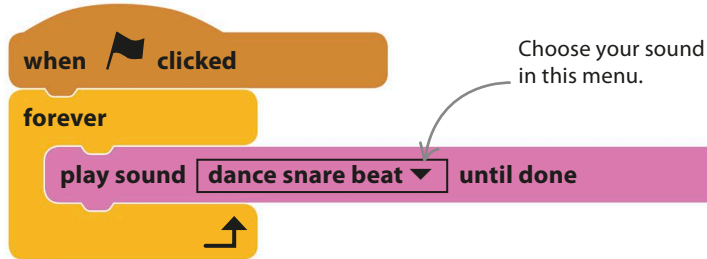 when clicked
Choose your sound
in this menu.
forever
play sound dance snare beat until done